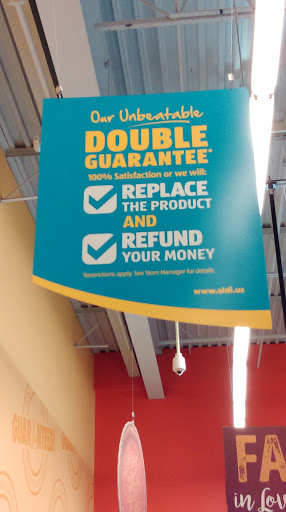 Our Unbeatable
DOUBLE
GUARANTEE*
100% Satisfaction or we will:
REPLACE
THE PRODUCT
AND
REFUND
YOUR MONEY
*Restrictions apply. See Store Manager for details.
www.aldi.us
FA
in Lov